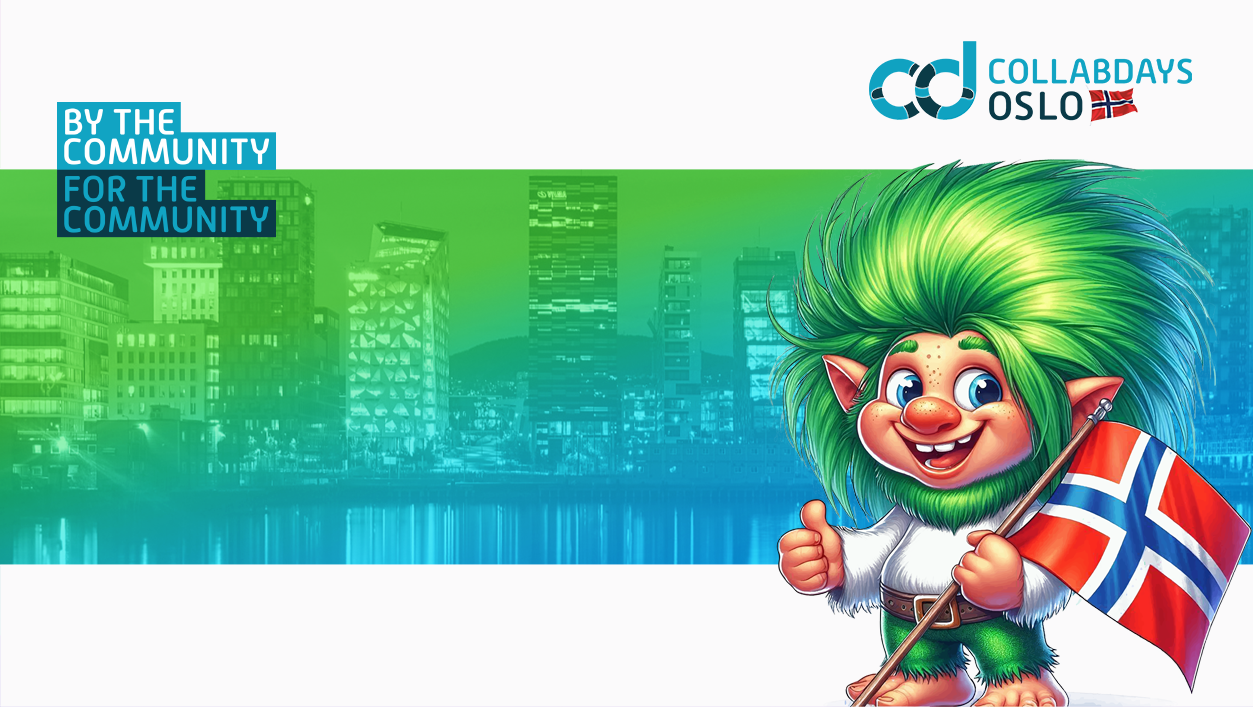 COLLABDAYS
OSLO
BY THE
COMMUNITY
FOR THE
COMMUNITY